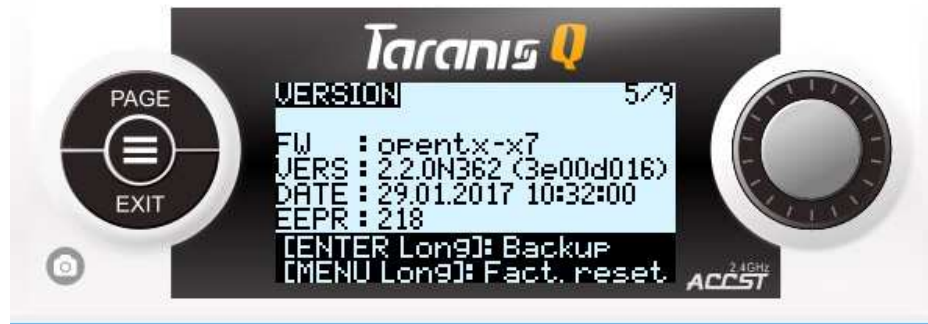 Taranis Q
PAGE
EXIT
VERSION 5/9
FW : opentx-x7
VERS : 2.2.0N362 (3e00d016)
DATE : 29.01.2017 10:32:00
EEPR : 218
[ENTER Long]: Backup
[MENU Long]: Fact. reset
2.4GHz
ACCST